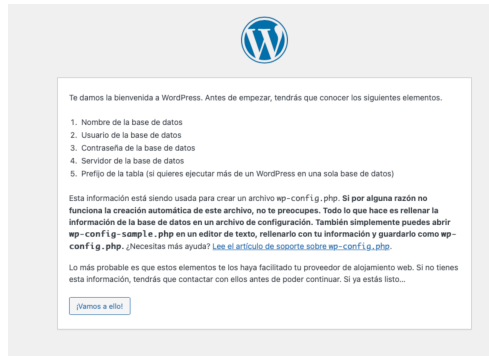 Te damos la bienvenida a WordPress. Antes de empezar, tendrás que conocer los siguientes elementos.
1. Nombre de la base de datos
2. Usuario de la base de datos
3. Contraseña de la base de datos
4. Servidor de la base de datos
5. Prefijo de la tabla (si quieres ejecutar más de un WordPress en una sola base de datos)
Esta información está siendo usada para crear un archivo wp-config.php. Si por alguna razón no
funciona la creación automática de este archivo, no te preocupes. Todo lo que hace es rellenar la
información de la base de datos en un archivo de configuración. También simplemente puedes abrir
wp-config-sample.php en un editor de texto, rellenarlo con tu información y guardarlo como wp-
config.php. ¿Necesitas más ayuda? Lee el artículo de soporte sobre wp-config.php.
Lo más probable es que estos elementos te los haya facilitado tu proveedor de alojamiento web. Si no tienes
esta información, tendrás que contactar con ellos antes de poder continuar. Si ya estás listo...
¡Vamos a ello!